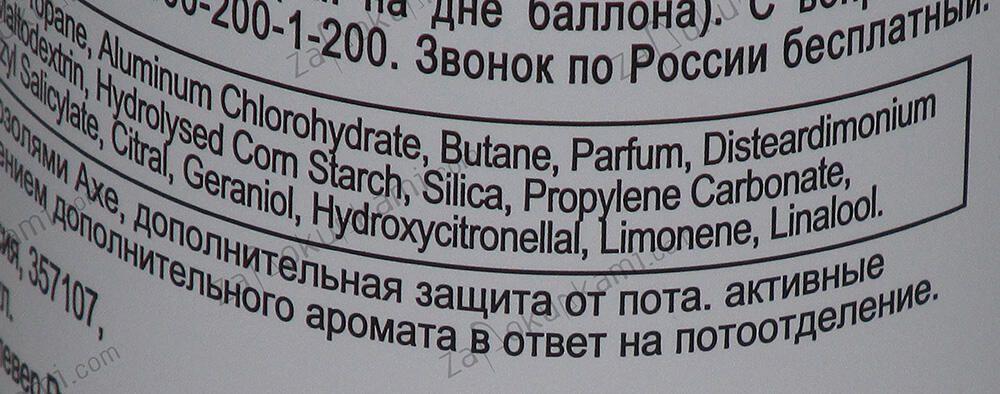 на дне баллона). С
-200-1-200. Звонок по России бесплатный.
Aluminum Chlorohydrate, Butane, Parfum, Disteardimonium
Maltodextrin, Hydrolysed Corn Starch, Silica, Propylene Carbonate,
Salicylate, Citral, Geraniol, Hydroxycitronellal, Limonene, Linalool.
Axe, дополнительная защита от пота. активные
дополнительного аромата в ответ на потоотделение.
357107,